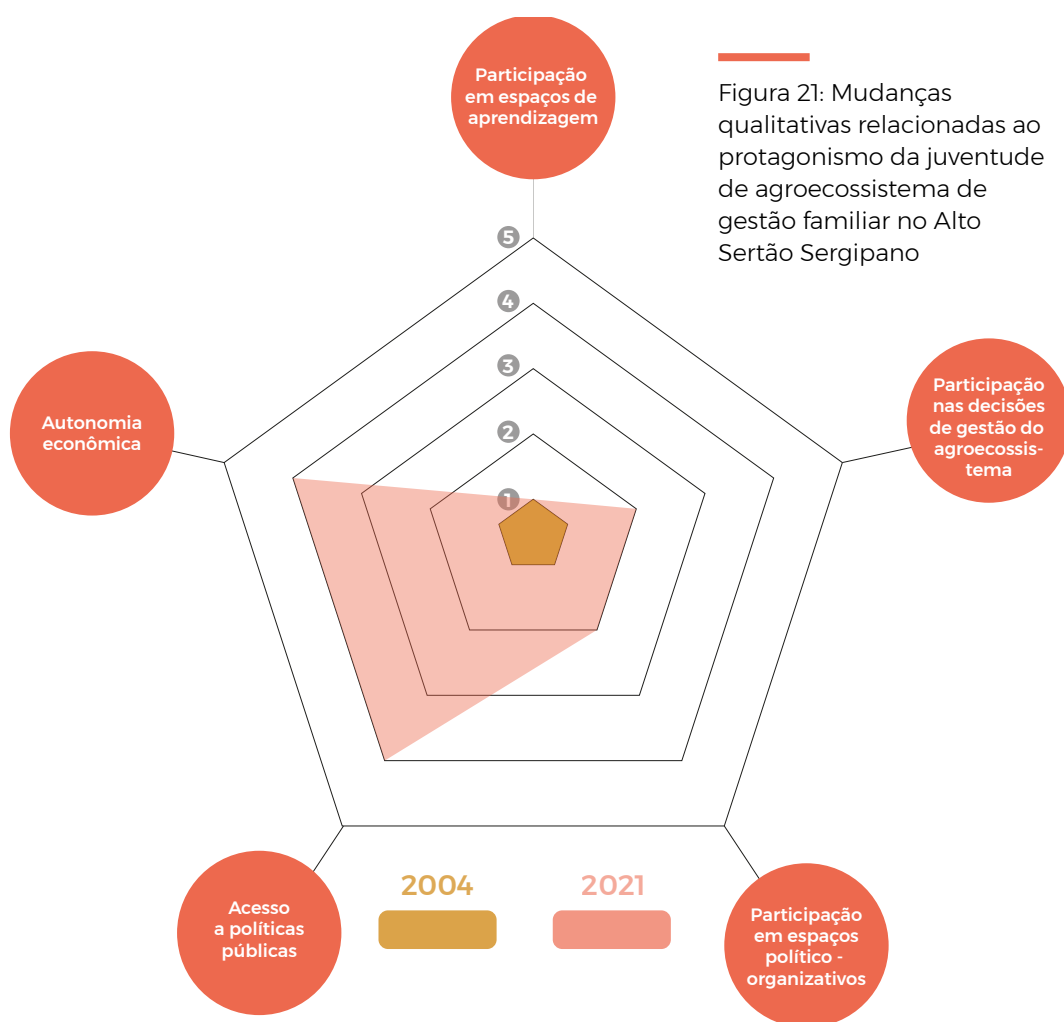 Participação
em espaços de
aprendizagem
Figura 21: Mudanças
qualitativas relacionadas ao
protagonismo da juventude
de agroecossistema de
gestão familiar no Alto
Sertão Sergipano
5
4
3
2
1
Autonomia
econômica
Participação
nas decisões
de gestão do
agroecossis-
tema
Acesso
a políticas
públicas
2004
2021
Participação
em espaços
político -
organizativos